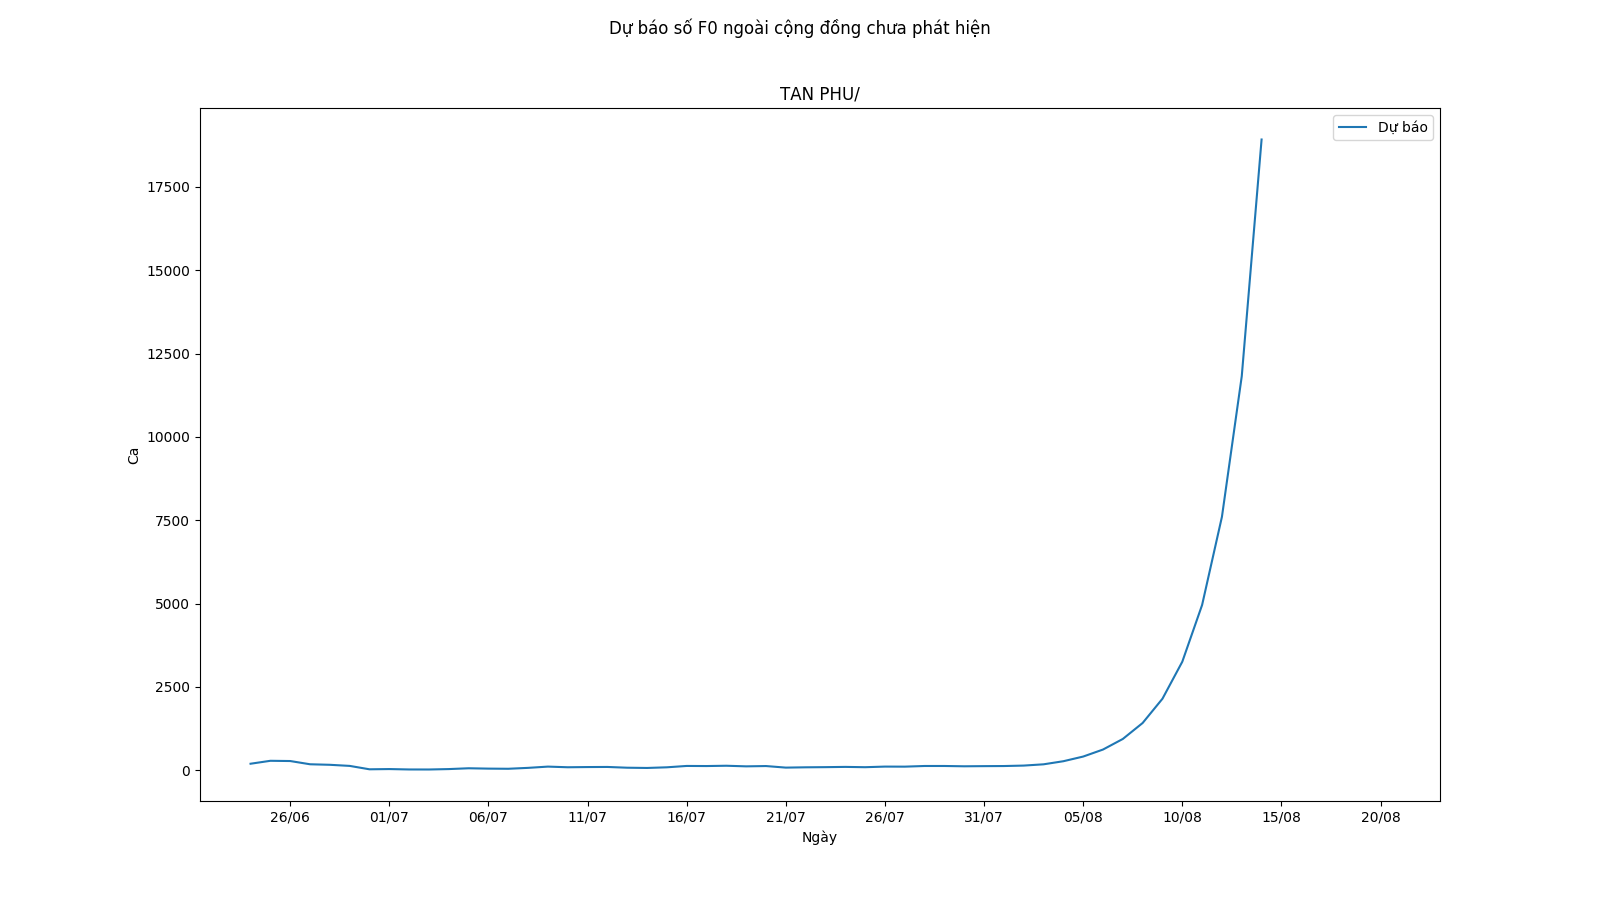 Dự báo số F0 ngoài cộng đồng chưa phát hiện
TAN PHU/
Dự báo
17500
15000
12500
10000
7500
5000
2500
0
Ca
26/06 01/07 06/07 11/07 16/07 21/07 26/07 31/07 05/08 10/08 15/08 20/08
Ngày